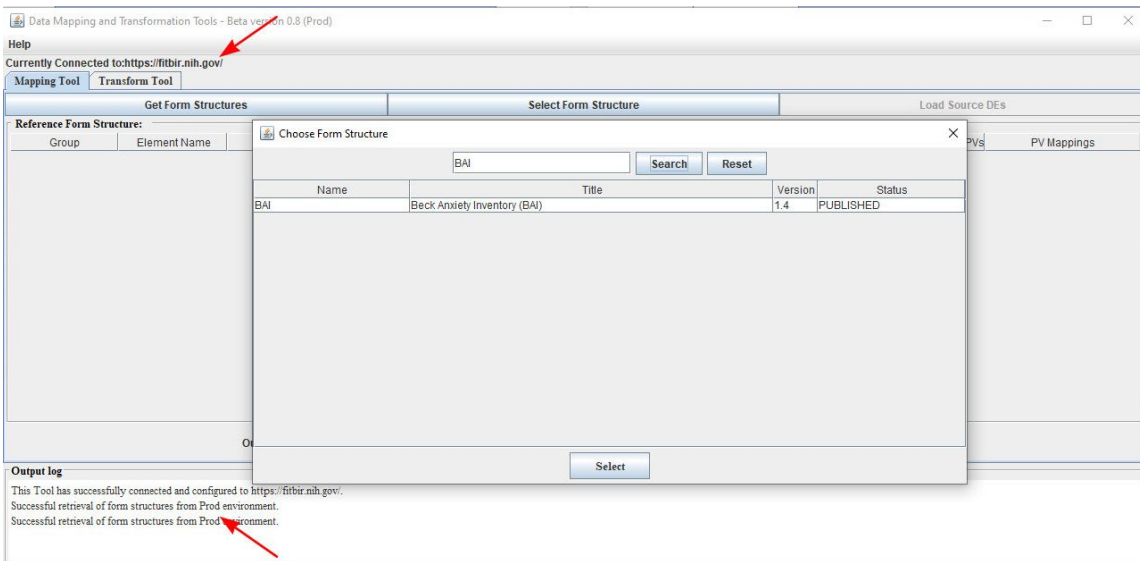 Data Mapping and Transformation Tools - Beta version 0.8 (Prod)
Help
Currently Connected to:https://fitbir.nih.gov/
Mapping Tool Transform Tool
Get Form Structures Select Form Structure Load Source DEs
Reference Form Structure:
Group Element Name PVs PV Mappings
Choose Form Structure
BAI Search Reset
Name Title Version Status
BAI Beck Anxiety Inventory (BAI) 1.4 PUBLISHED
Select
Output log
This Tool has successfully connected and configured to https://fitbir.nih.gov/.
Successful retrieval of form structures from Prod environment.
Successful retrieval of form structures from Prod environment.